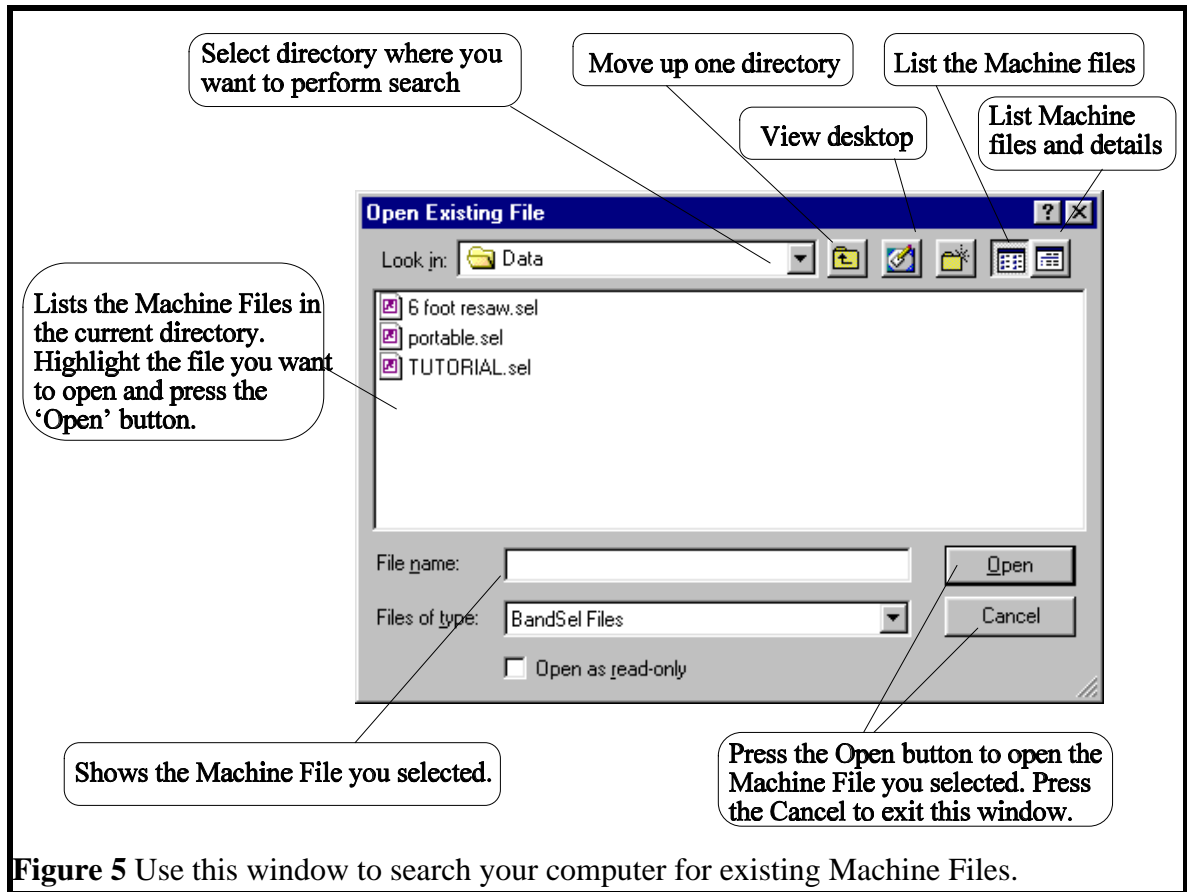 Select directory where you
want to perform search
Move up one directory
List the Machine files
View desktop
List Machine
files and details
Open Existing File
Look in: Data
Lists the Machine Files in
the current directory.
Highlight the file you want
to open and press the
‘Open’ button.
6 foot resaw.sel
portable.sel
TUTORIAL.sel
File name:
Open
Files of type: BandSel Files
Cancel
Open as read-only
Shows the Machine File you selected.
Press the Open button to open the
Machine File you selected. Press
the Cancel to exit this window.
Figure 5 Use this window to search your computer for existing Machine Files.